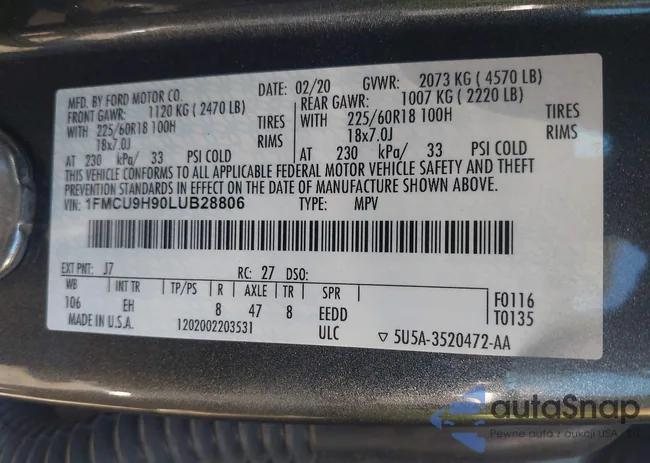 MFD. BY FORD MOTOR CO. DATE: 02/20 GVWR: 2073 KG ( 4570 LB)
FRONT GAWR: 1120 KG ( 2470 LB) REAR GAWR: 1007 KG ( 2220 LB)
WITH 225/60R18 100H TIRES WITH 225/60R18 100H TIRES
18x7.0J RIMS 18x7.0J RIMS
AT 230 kPa/ 33 PSI COLD AT 230 kPa/ 33 PSI COLD
THIS VEHICLE CONFORMS TO ALL APPLICABLE FEDERAL MOTOR VEHICLE SAFETY AND THEFT
PREVENTION STANDARDS IN EFFECT ON THE DATE OF MANUFACTURE SHOWN ABOVE.
VIN: 1FMCU9H90LUB28806 TYPE: MPV
EXT PNT: J7 RC: 27 DSO:
WB INT TR TP/PS R AXLE TR SPR F0116
106 EH 8 47 8 EEDD T0135
MADE IN U.S.A. 1202002203531 ULC ▽ 5U5A-3520472-AA
autaSnap
Pewne auta z aukcji USA